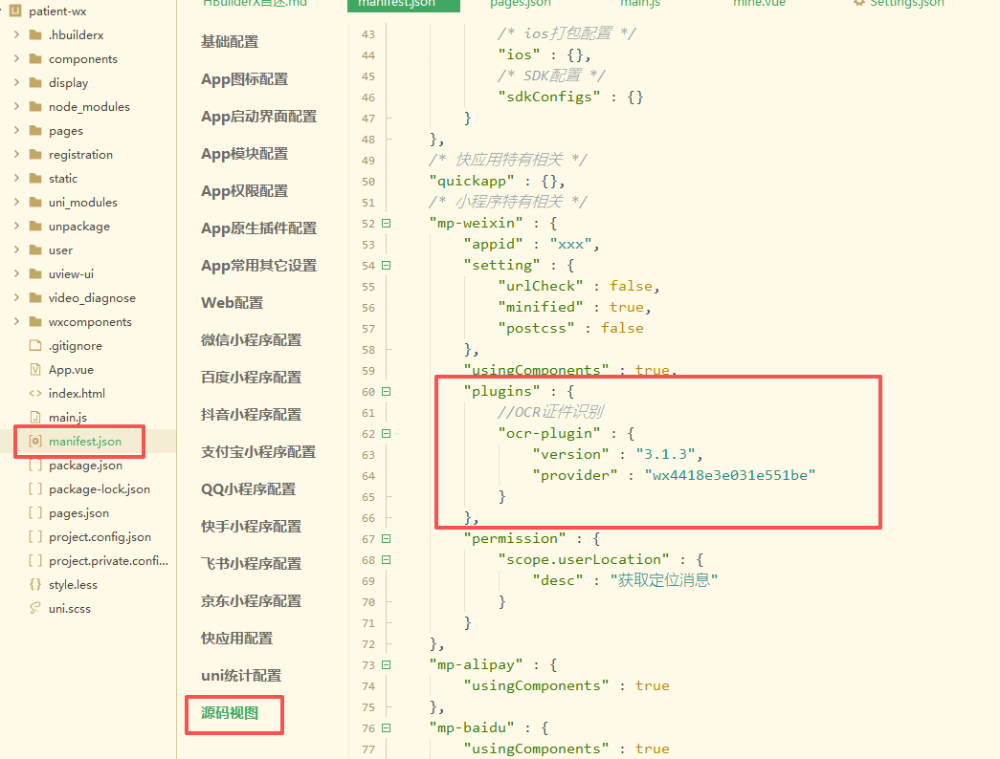 patient-wx
.hbuilderx
components
display
node_modules
pages
registration
static
uni_modules
unpackage
user
uview-ui
video_diagnose
wxcomponents
.gitignore
App.vue
index.html
main.js
manifest.json
package.json
package-lock.json
pages.json
project.config.json
project.private.confi...
style.less
uni.scss
基础配置
App图标配置
App启动界面配置
App模块配置
App权限配置
App原生插件配置
App常用其它设置
Web配置
微信小程序配置
百度小程序配置
抖音小程序配置
支付宝小程序配置
QQ小程序配置
快手小程序配置
飞书小程序配置
京东小程序配置
快应用配置
uni统计配置
源码视图
HBuilderX自述.md
manifest.json
pages.json
main.js
mine.vue
Settings.json
43 /* ios打包配置 */
44 "ios" : {},
45 /* SDK配置 */
46 "sdkConfigs" : {}
47 }
48 },
49 /* 快应用特有相关 */
50 "quickapp" : {},
51 /* 小程序特有相关 */
52 "mp-weixin" : {
53 "appid" : "xxx",
54 "setting" : {
55 "urlCheck" : false,
56 "minified" : true,
57 "postcss" : false
58 },
59 "usingComponents" : true,
60 "plugins" : {
61 //OCR证件识别
62 "ocr-plugin" : {
63 "version" : "3.1.3",
64 "provider" : "wx4418e3e031e551be"
65 }
66 },
67 "permission" : {
68 "scope.userLocation" : {
69 "desc" : "获取定位消息"
70 }
71 }
72 },
73 "mp-alipay" : {
74 "usingComponents" : true
75 },
76 "mp-baidu" : {
77 "usingComponents" : true